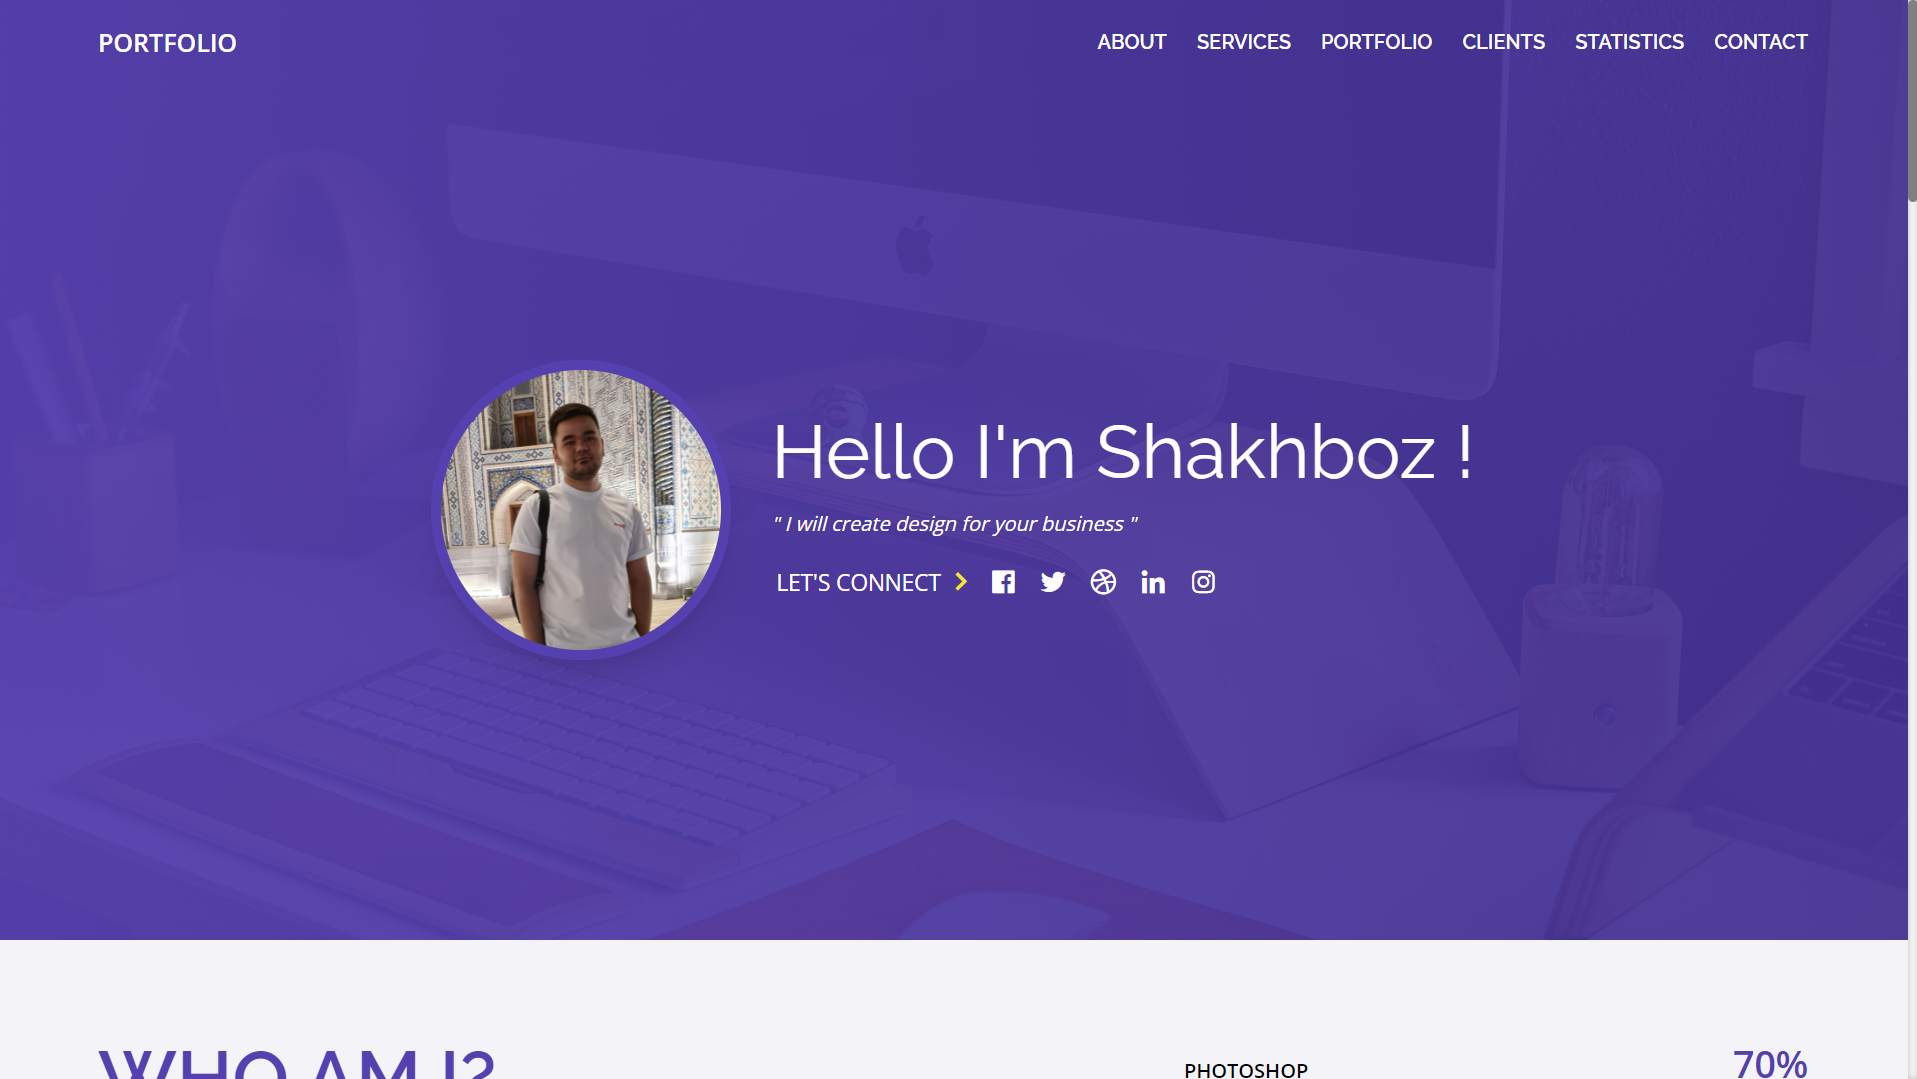 PORTFOLIO
ABOUT SERVICES PORTFOLIO CLIENTS STATISTICS CONTACT
Hello I'm Shakhboz !
" I will create design for your business "
LET'S CONNECT
WHO AM I?
PHOTOSHOP
70%